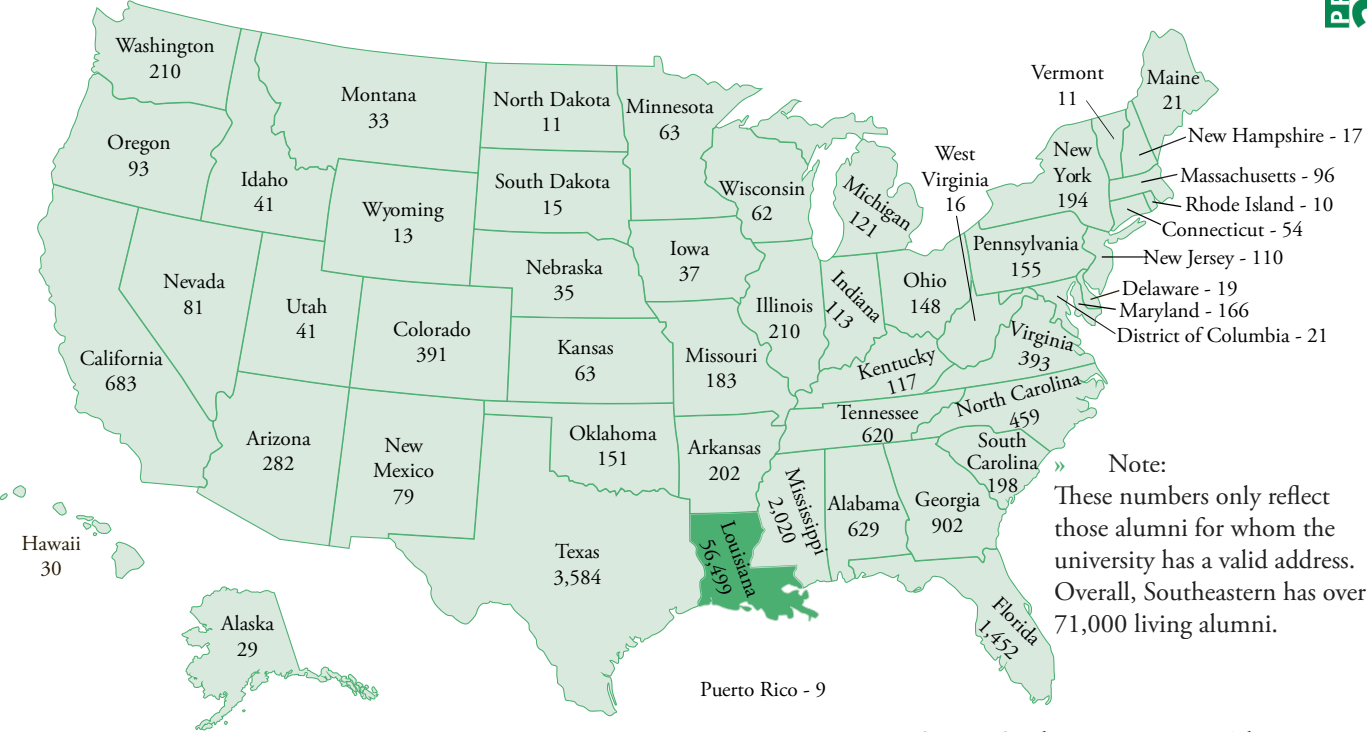 Washington
210
Oregon
93
California
683
Idaho
41
Nevada
81
Montana
33
Wyoming
13
Utah
41
Colorado
391
Arizona
282
New
Mexico
79
North Dakota
11
South Dakota
15
Nebraska
35
Kansas
63
Oklahoma
151
Texas
3,584
Minnesota
63
Iowa
37
Missouri
183
Arkansas
202
Louisiana
56,499
Wisconsin
62
Illinois
210
Michigan
121
Indiana
113
Ohio
148
Kentucky
117
Tennessee
620
Mississippi
2,020
Alabama
629
Georgia
902
Florida
1,452
South
Carolina
198
North Carolina
459
Virginia
393
West
Virginia
16
Pennsylvania
155
New
York
194
Vermont
11
Maine
21
New Hampshire - 17
Massachusetts - 96
Rhode Island - 10
Connecticut - 54
New Jersey - 110
Delaware - 19
Maryland - 166
District of Columbia - 21
Hawaii
30
Alaska
29
Puerto Rico - 9
» Note:
These numbers only reflect
those alumni for whom the
university has a valid address.
Overall, Southeastern has over
71,000 living alumni.